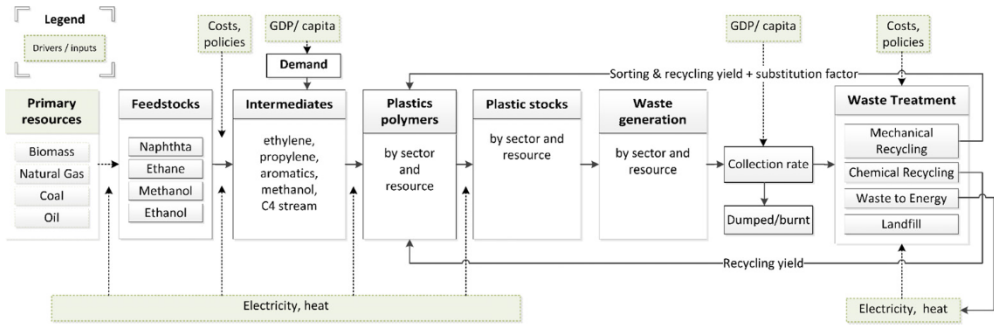 Legend
Drivers / inputs
Costs,
policies
GDP/ capita
Demand
GDP/ capita
Costs,
policies
Sorting & recycling yield + substitution factor
Primary
resources
Biomass
Natural Gas
Coal
Oil
Feedstocks
Naphthta
Ethane
Methanol
Ethanol
Intermediates
ethylene,
propylene,
aromatics,
methanol,
C4 stream
Plastics
polymers
by sector
and
resource
Plastic stocks
by sector and
resource
Waste
generation
by sector and
resource
Collection rate
Dumped/burnt
Waste Treatment
Mechanical
Recycling
Chemical Recycling
Waste to Energy
Landfill
Recycling yield
Electricity, heat
Electricity, heat